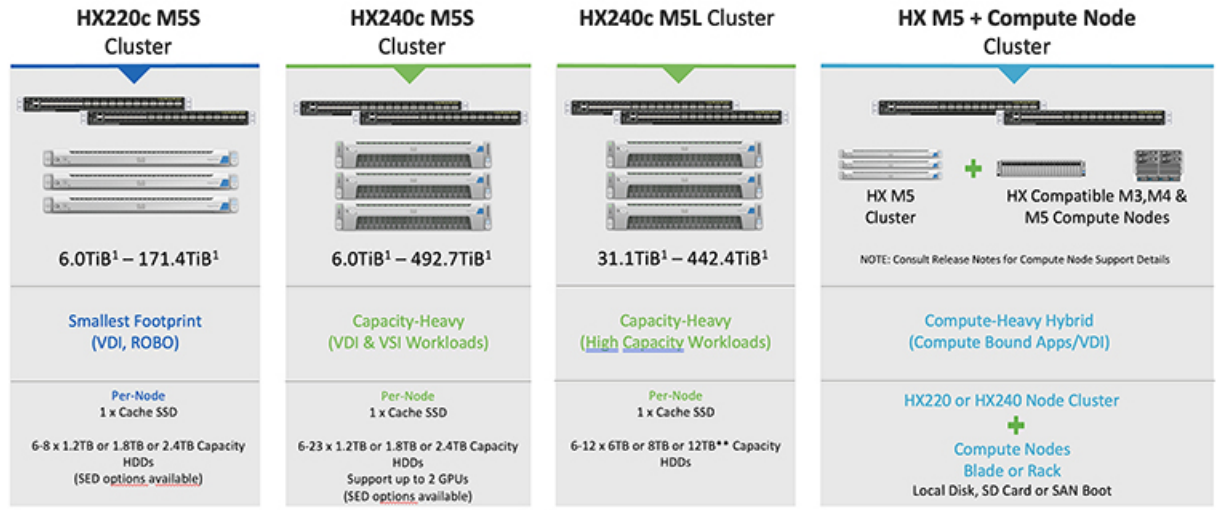 HX220c M5S
Cluster
6.0TiB¹ – 171.4TiB¹
Smallest Footprint
(VDI, ROBO)
Per-Node
1 x Cache SSD
6-8 x 1.2TB or 1.8TB or 2.4TB Capacity
HDDs
(SED options available)
HX240c M5S
Cluster
6.0TiB¹ – 492.7TiB¹
Capacity-Heavy
(VDI & VSI Workloads)
Per-Node
1 x Cache SSD
6-23 x 1.2TB or 1.8TB or 2.4TB Capacity
HDDs
Support up to 2 GPUs
(SED options available)
HX240c M5L Cluster
31.1TiB¹ – 442.4TiB¹
Capacity-Heavy
(High Capacity Workloads)
Per-Node
1 x Cache SSD
6-12 x 6TB or 8TB or 12TB** Capacity
HDDs
HX M5 + Compute Node
Cluster
HX M5
Cluster
+
HX Compatible M3,M4 &
M5 Compute Nodes
NOTE: Consult Release Notes for Compute Node Support Details
Compute-Heavy Hybrid
(Compute Bound Apps/VDI)
HX220 or HX240 Node Cluster
+
Compute Nodes
Blade or Rack
Local Disk, SD Card or SAN Boot